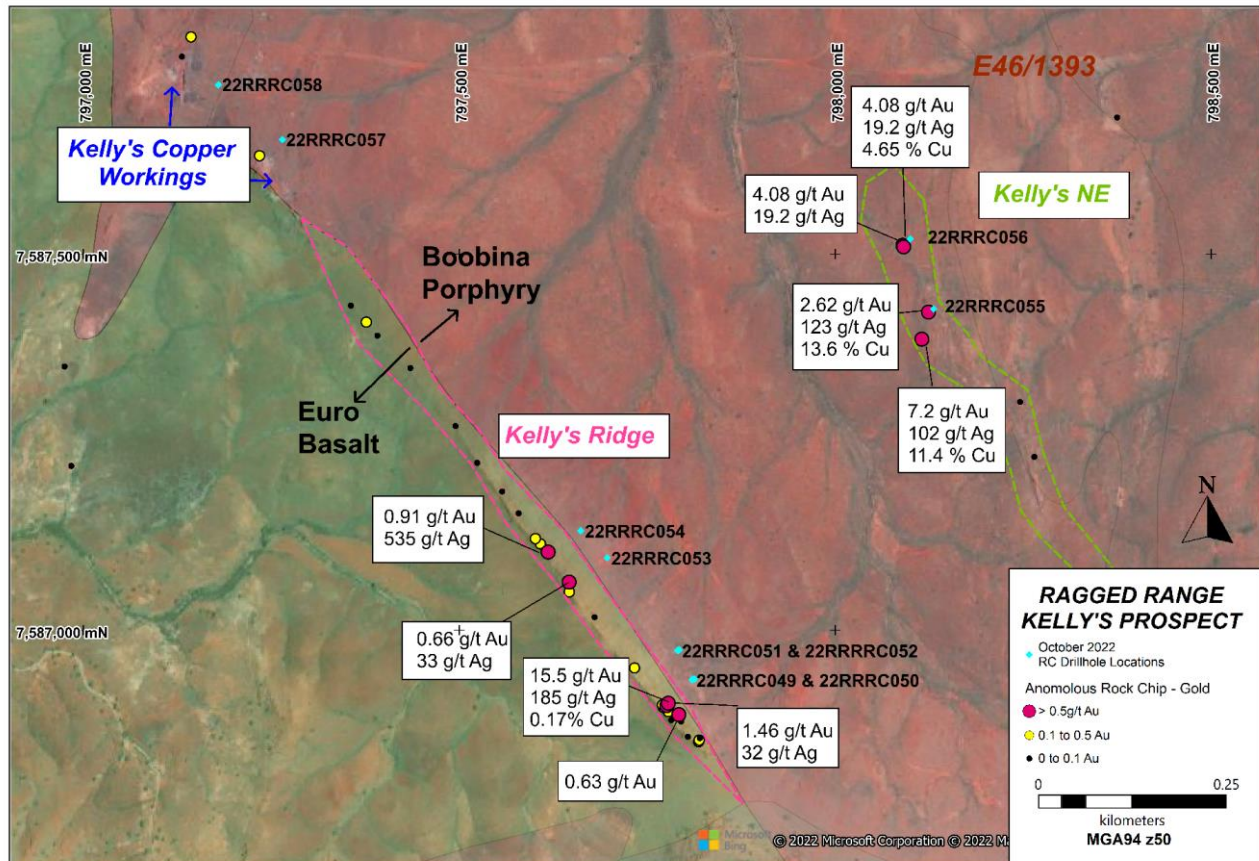 797,000 mE
797,500 mE
798,000 mE
798,500 mE
E46/1393
22RRRC058
4.08 g/t Au
19.2 g/t Ag
4.65 % Cu
22RRRC057
Kelly's Copper
Workings
4.08 g/t Au
19.2 g/t Ag
Kelly's NE
7,587,500 mN
Boobina
Porphyry
22RRRC056
2.62 g/t Au
123 g/t Ag
13.6 % Cu
22RRRC055
Euro
Basalt
Kelly's Ridge
7.2 g/t Au
102 g/t Ag
11.4 % Cu
0.91 g/t Au
535 g/t Ag
22RRRC054
22RRRC053
N
7,587,000 mN
0.66 g/t Au
33 g/t Ag
22RRRC051 & 22RRRRC052
22RRRC049 & 22RRRC050
15.5 g/t Au
185 g/t Ag
0.17% Cu
1.46 g/t Au
32 g/t Ag
0.63 g/t Au
RAGGED RANGE
KELLY'S PROSPECT
October 2022
RC Drillhole Locations
Anomolous Rock Chip - Gold
> 0.5g/t Au
0.1 to 0.5 Au
0 to 0.1 Au
0
0.25
kilometers
MGA94 z50
Microsoft
Bing
© 2022 Microsoft Corporation © 2022 M